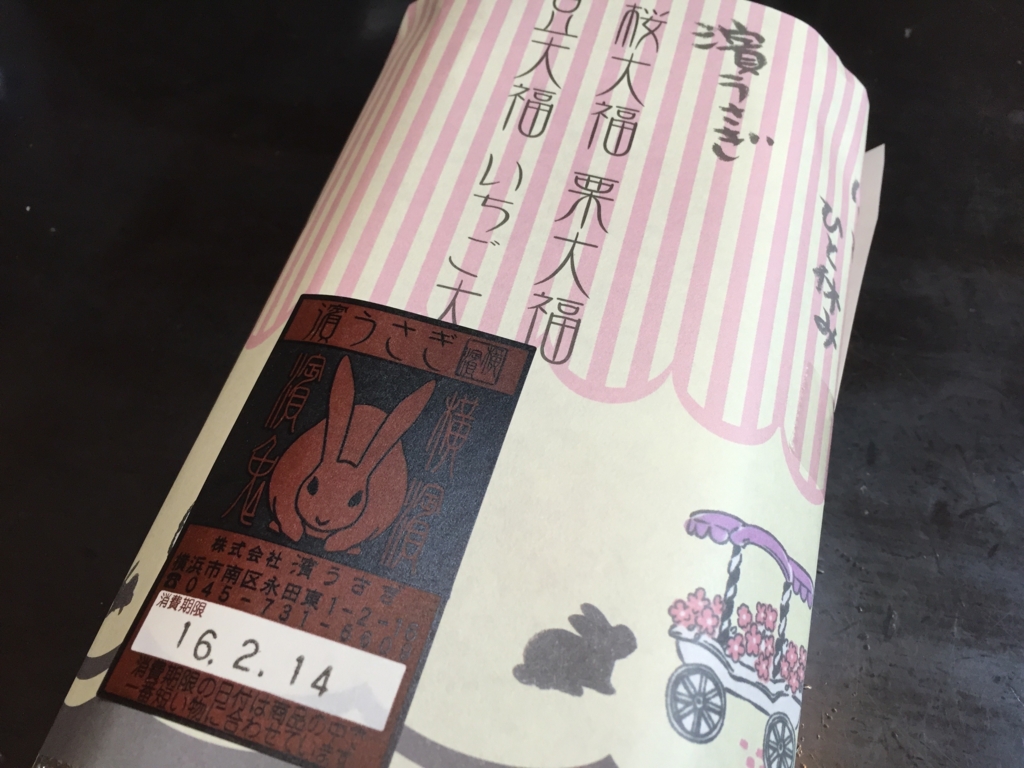 濱うさぎ
ひと休み
桜大福 栗大福
豆大福 いちご大
濱うさぎ
横濱
濱兎
株式会社 濱うさぎ
横浜市南区永田東1-2-
☎045-731-
消費期限
16.2.14
消費期限の日付は商品の中で
一番短い物に合わせています